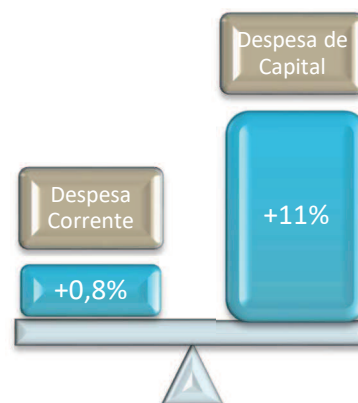 Despesa de
Capital
+11%
Despesa
Corrente
+0,8%